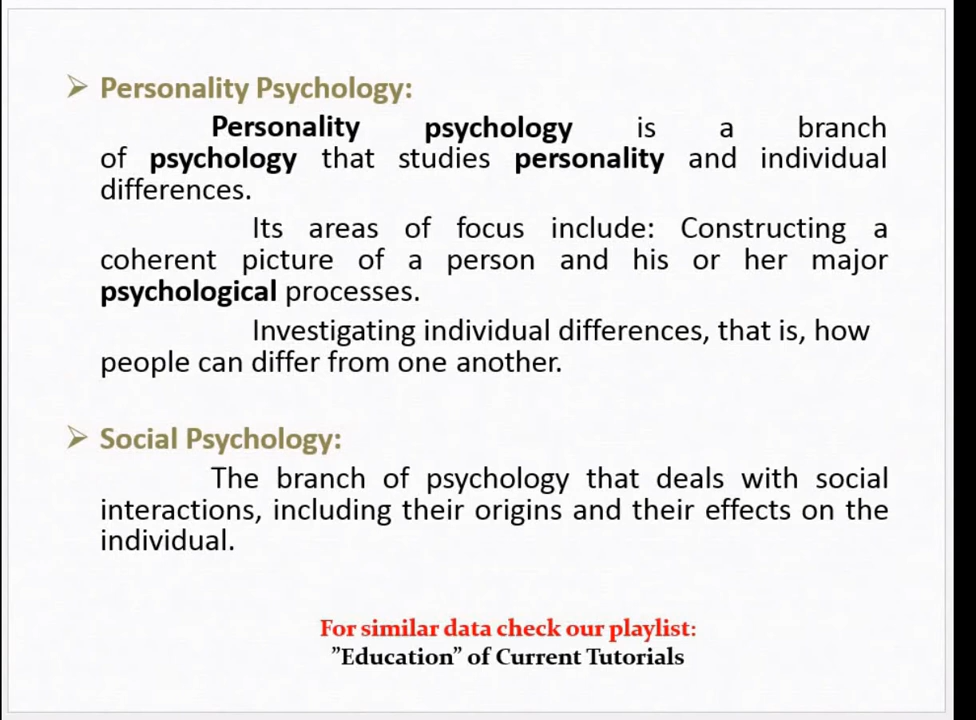 Personality Psychology:
Personality psychology is a branch
of psychology that studies personality and individual
differences.
Its areas of focus include: Constructing a
coherent picture of a person and his or her major
psychological processes.
Investigating individual differences, that is, how
people can differ from one another.
Social Psychology:
The branch of psychology that deals with social
interactions, including their origins and their effects on the
individual.
For similar data check our playlist:
”Education” of Current Tutorials